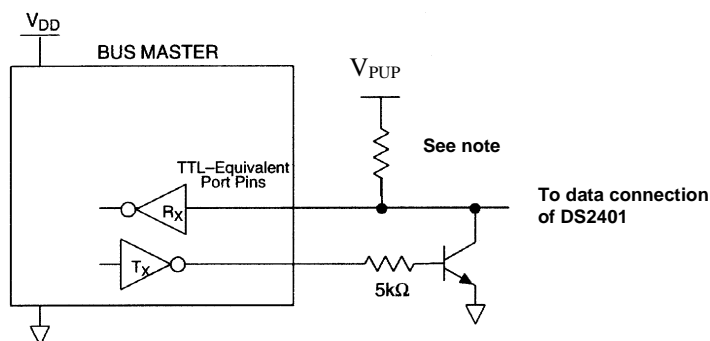 VDD
BUS MASTER
VPUP
See note
TTL–Equivalent
Port Pins
RX
To data connection
of DS2401
TX
5kΩ